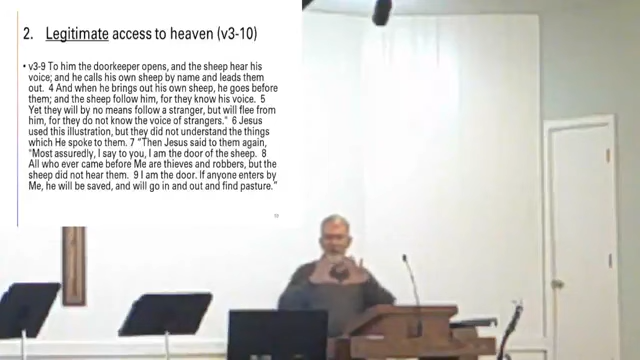 2. Legitimate access to heaven (v3-10)
• v3-9 To him the doorkeeper opens, and the sheep hear his
voice; and he calls his own sheep by name and leads them
out. 4 And when he brings out his own sheep, he goes before
them; and the sheep follow him, for they know his voice. 5
Yet they will by no means follow a stranger, but will flee from
him, for they do not know the voice of strangers." 6 Jesus
used this illustration, but they did not understand the things
which He spoke to them. 7 "Then Jesus said to them again,
"Most assuredly, I say to you, I am the door of the sheep. 8
All who ever came before Me are thieves and robbers, but the
sheep did not hear them. 9 I am the door. If anyone enters by
Me, he will be saved, and will go in and out and find pasture."